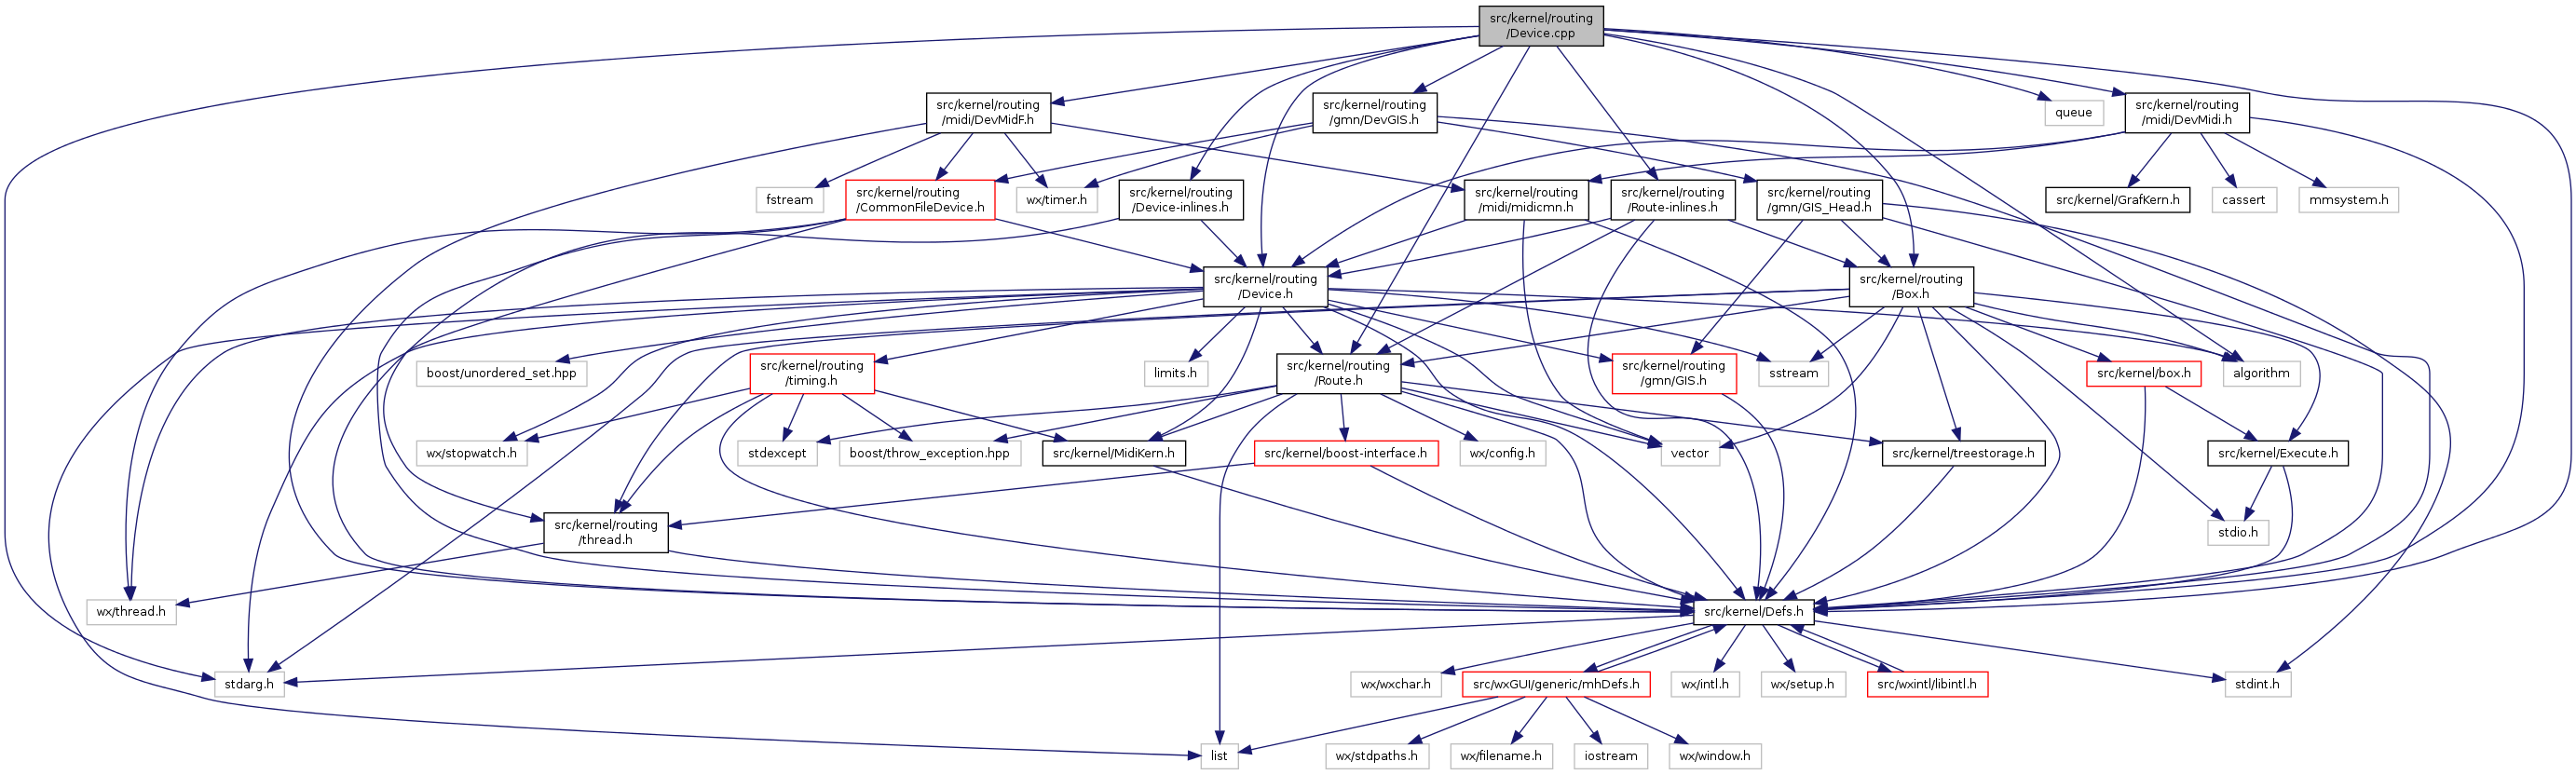 src/kernel/routing
/Device.cpp
src/kernel/routing
/midi/DevMidF.h
src/kernel/routing
/gmn/DevGIS.h
queue
src/kernel/routing
/midi/DevMidi.h
fstream
src/kernel/routing
/CommonFileDevice.h
wx/timer.h
src/kernel/routing
/Device-inlines.h
src/kernel/routing
/midi/midicmn.h
src/kernel/routing
/Route-inlines.h
src/kernel/routing
/gmn/GIS_Head.h
src/kernel/GrafKern.h
cassert
mmsystem.h
src/kernel/routing
/Device.h
src/kernel/routing
/Box.h
boost/unordered_set.hpp
src/kernel/routing
/timing.h
limits.h
src/kernel/routing
/Route.h
src/kernel/routing
/gmn/GIS.h
sstream
src/kernel/box.h
algorithm
wx/stopwatch.h
stdexcept
boost/throw_exception.hpp
src/kernel/MidiKern.h
src/kernel/boost-interface.h
wx/config.h
vector
src/kernel/treestorage.h
src/kernel/Execute.h
src/kernel/routing
/thread.h
stdio.h
wx/thread.h
src/kernel/Defs.h
stdarg.h
wx/wxchar.h
src/wxGUI/generic/mhDefs.h
wx/intl.h
wx/setup.h
src/wxintl/libintl.h
stdint.h
list
wx/stdpaths.h
wx/filename.h
iostream
wx/window.h